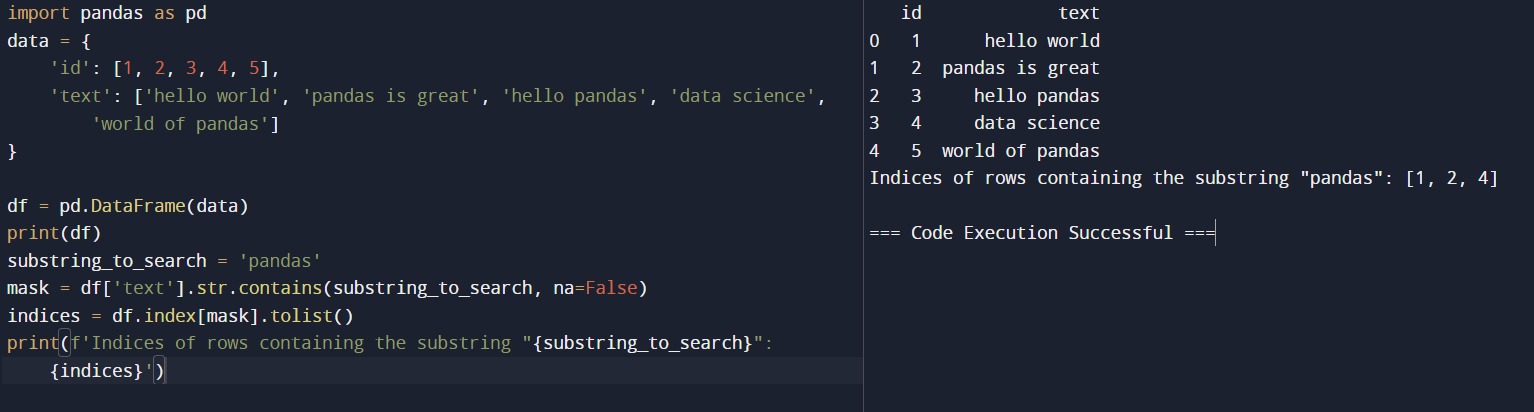 import pandas as pd
data = {
    'id': [1, 2, 3, 4, 5],
    'text': ['hello world', 'pandas is great', 'hello pandas', 'data science',
        'world of pandas']
}
df = pd.DataFrame(data)
print(df)
substring_to_search = 'pandas'
mask = df['text'].str.contains(substring_to_search, na=False)
indices = df.index[mask].tolist()
print(f'Indices of rows containing the substring "{substring_to_search}":
    {indices}')
   id             text
0   1      hello world
1   2  pandas is great
2   3     hello pandas
3   4     data science
4   5  world of pandas
Indices of rows containing the substring "pandas": [1, 2, 4]
=== Code Execution Successful ===